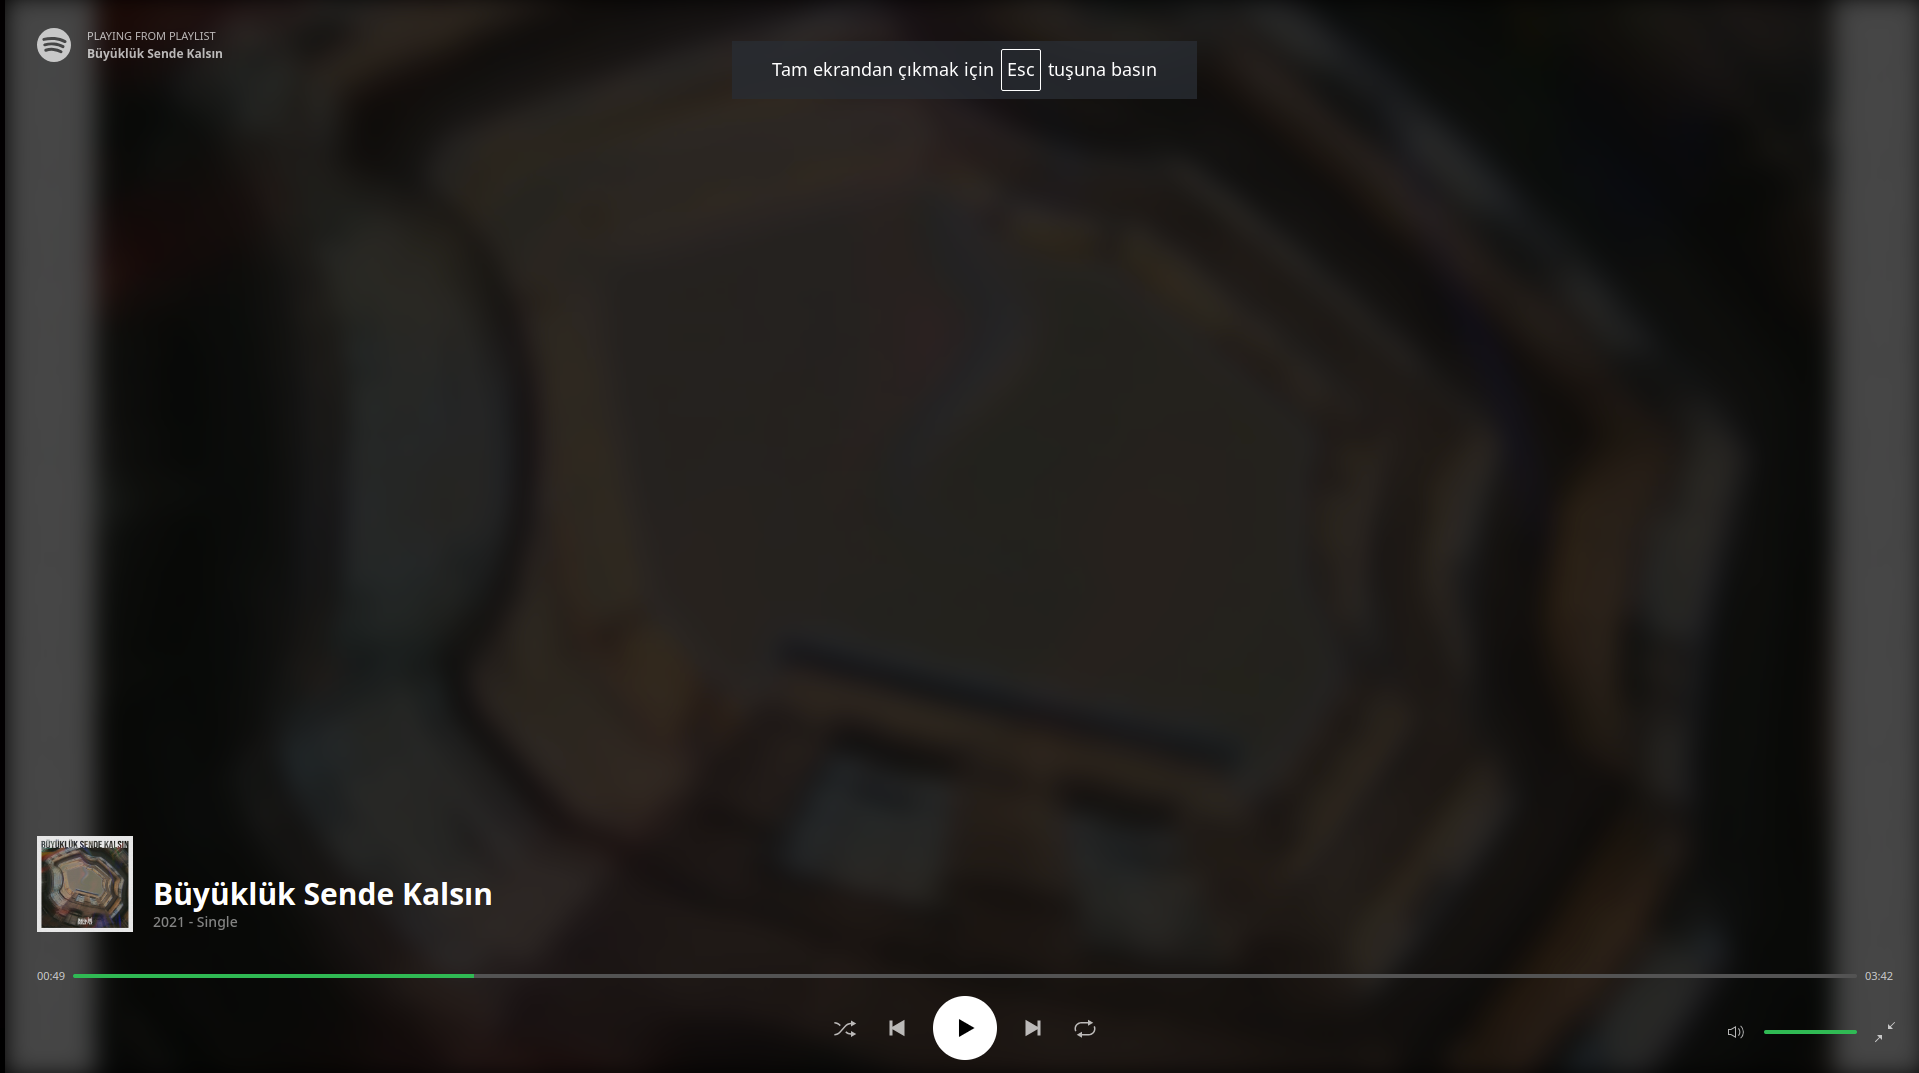 PLAYING FROM PLAYLIST
Büyüklük Sende Kalsın
Tam ekrandan çıkmak için Esc tuşuna basın
BÜYÜKLÜK SENDE KALSIN
Büyüklük Sende Kalsın
2021 - Single
00:49
03:42